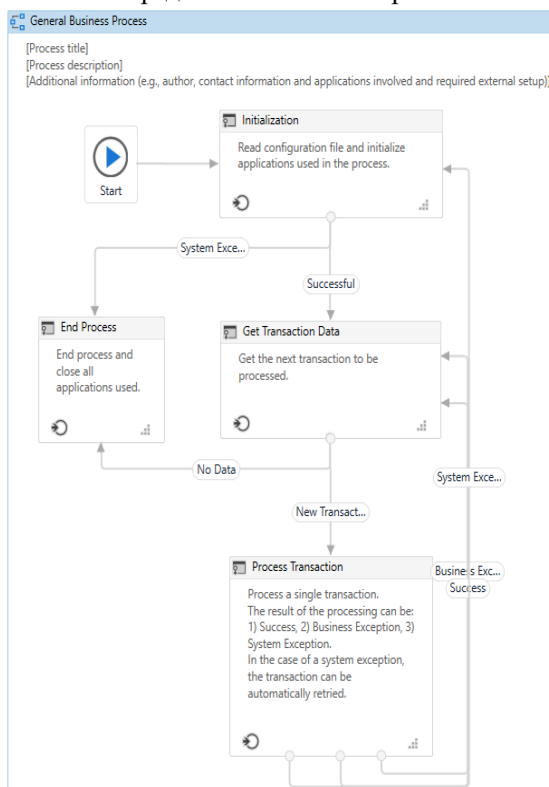 General Business Process
[Process title]
[Process description]
[Additional information (e.g., author, contact information and applications involved and required external setup)]
Initialization
Read configuration file and initialize
applications used in the process.
Start
System Exce...
Successful
End Process
End process and
close all
applications used.
Get Transaction Data
Get the next transaction to be
processed.
No Data
System Exce...
New Transact...
Process Transaction
Process a single transaction.
The result of the processing can be:
1) Success, 2) Business Exception, 3)
System Exception.
In the case of a system exception,
the transaction can be
automatically retried.
Business Exc...
Success